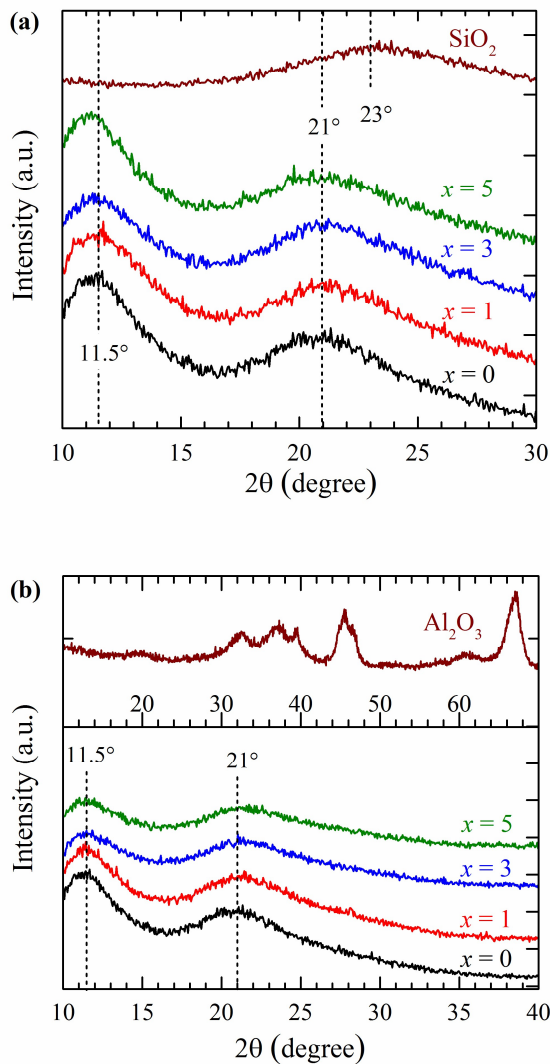 (a)
SiO₂
23°
21°
x = 5
x = 3
x = 1
11.5°
x = 0
Intensity (a.u.)
10 15 20 25 30
2θ (degree)
(b)
Al₂O₃
20 30 40 50 60
11.5° 21°
x = 5
x = 3
x = 1
x = 0
Intensity (a.u.)
10 15 20 25 30 35 40
2θ (degree)